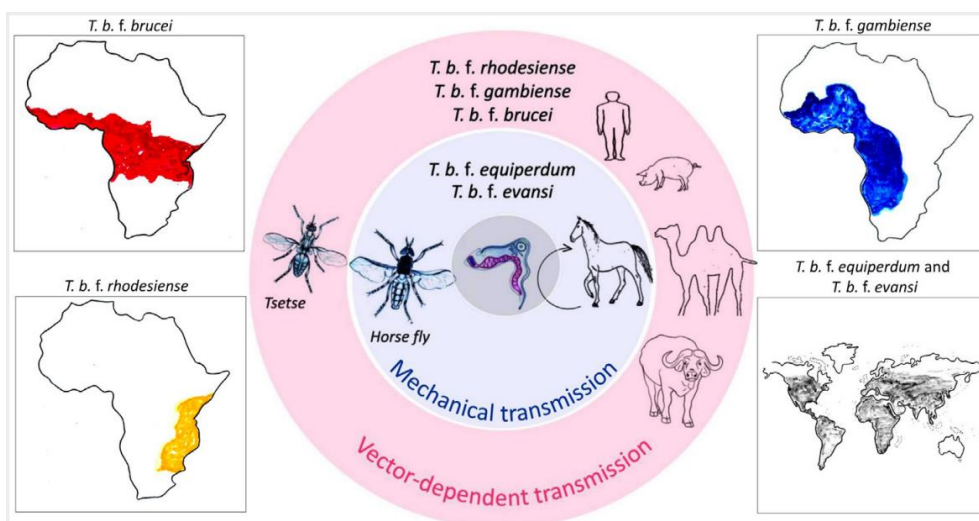 T. b. f. brucei
T. b. f. rhodesiense
T. b. f. gambiense
T. b. f. brucei
T. b. f. equiperdum
T. b. f. evansi
Tsetse
Horse fly
Mechanical transmission
Vector-dependent transmission
T. b. f. rhodesiense
T. b. f. gambiense
T. b. f. equiperdum and
T. b. f. evansi